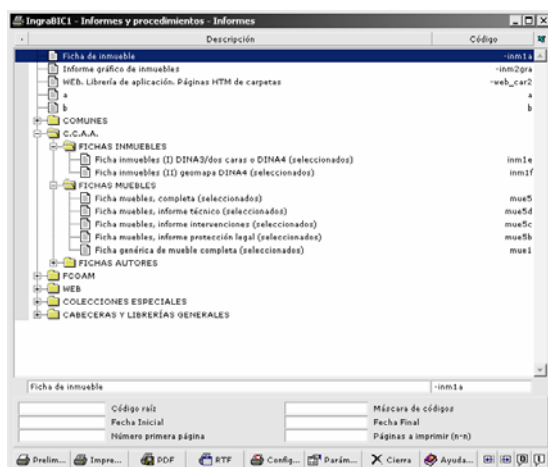 IngraBIC1 - Informes y procedimientos - Informes
Descripción Código
Ficha de inmueble -inm1a
Informe gráfico de inmuebles -inm2gra
WEB. Librería de aplicación. Páginas HTM de carpetas -web_car2
a a
b b
COMUNES
C.C.A.A.
FICHAS INMUEBLES
Ficha inmuebles (I) DINA3/dos caras o DINA4 (seleccionados) inm1e
Ficha inmuebles (II) geomapa DINA4 (seleccionados) inm1f
FICHAS MUEBLES
Ficha muebles, completa (seleccionados) mue5
Ficha muebles, informe técnico (seleccionados) mue5d
Ficha muebles, informe intervenciones (seleccionados) mue5c
Ficha muebles, informe protección legal (seleccionados) mue5b
Ficha genérica de mueble completa (seleccionados) mue1
FICHAS AUTORES
FCOAM
WEB
COLECCIONES ESPECIALES
CABECERAS Y LIBRERÍAS GENERALES
Ficha de inmueble -inm1a
Código raíz Máscara de códigos
Fecha Inicial Fecha Final
Número primera página Páginas a imprimir (n-n)
Prelim... Impre... PDF RTF Config... Parám... Cierra Ayuda...